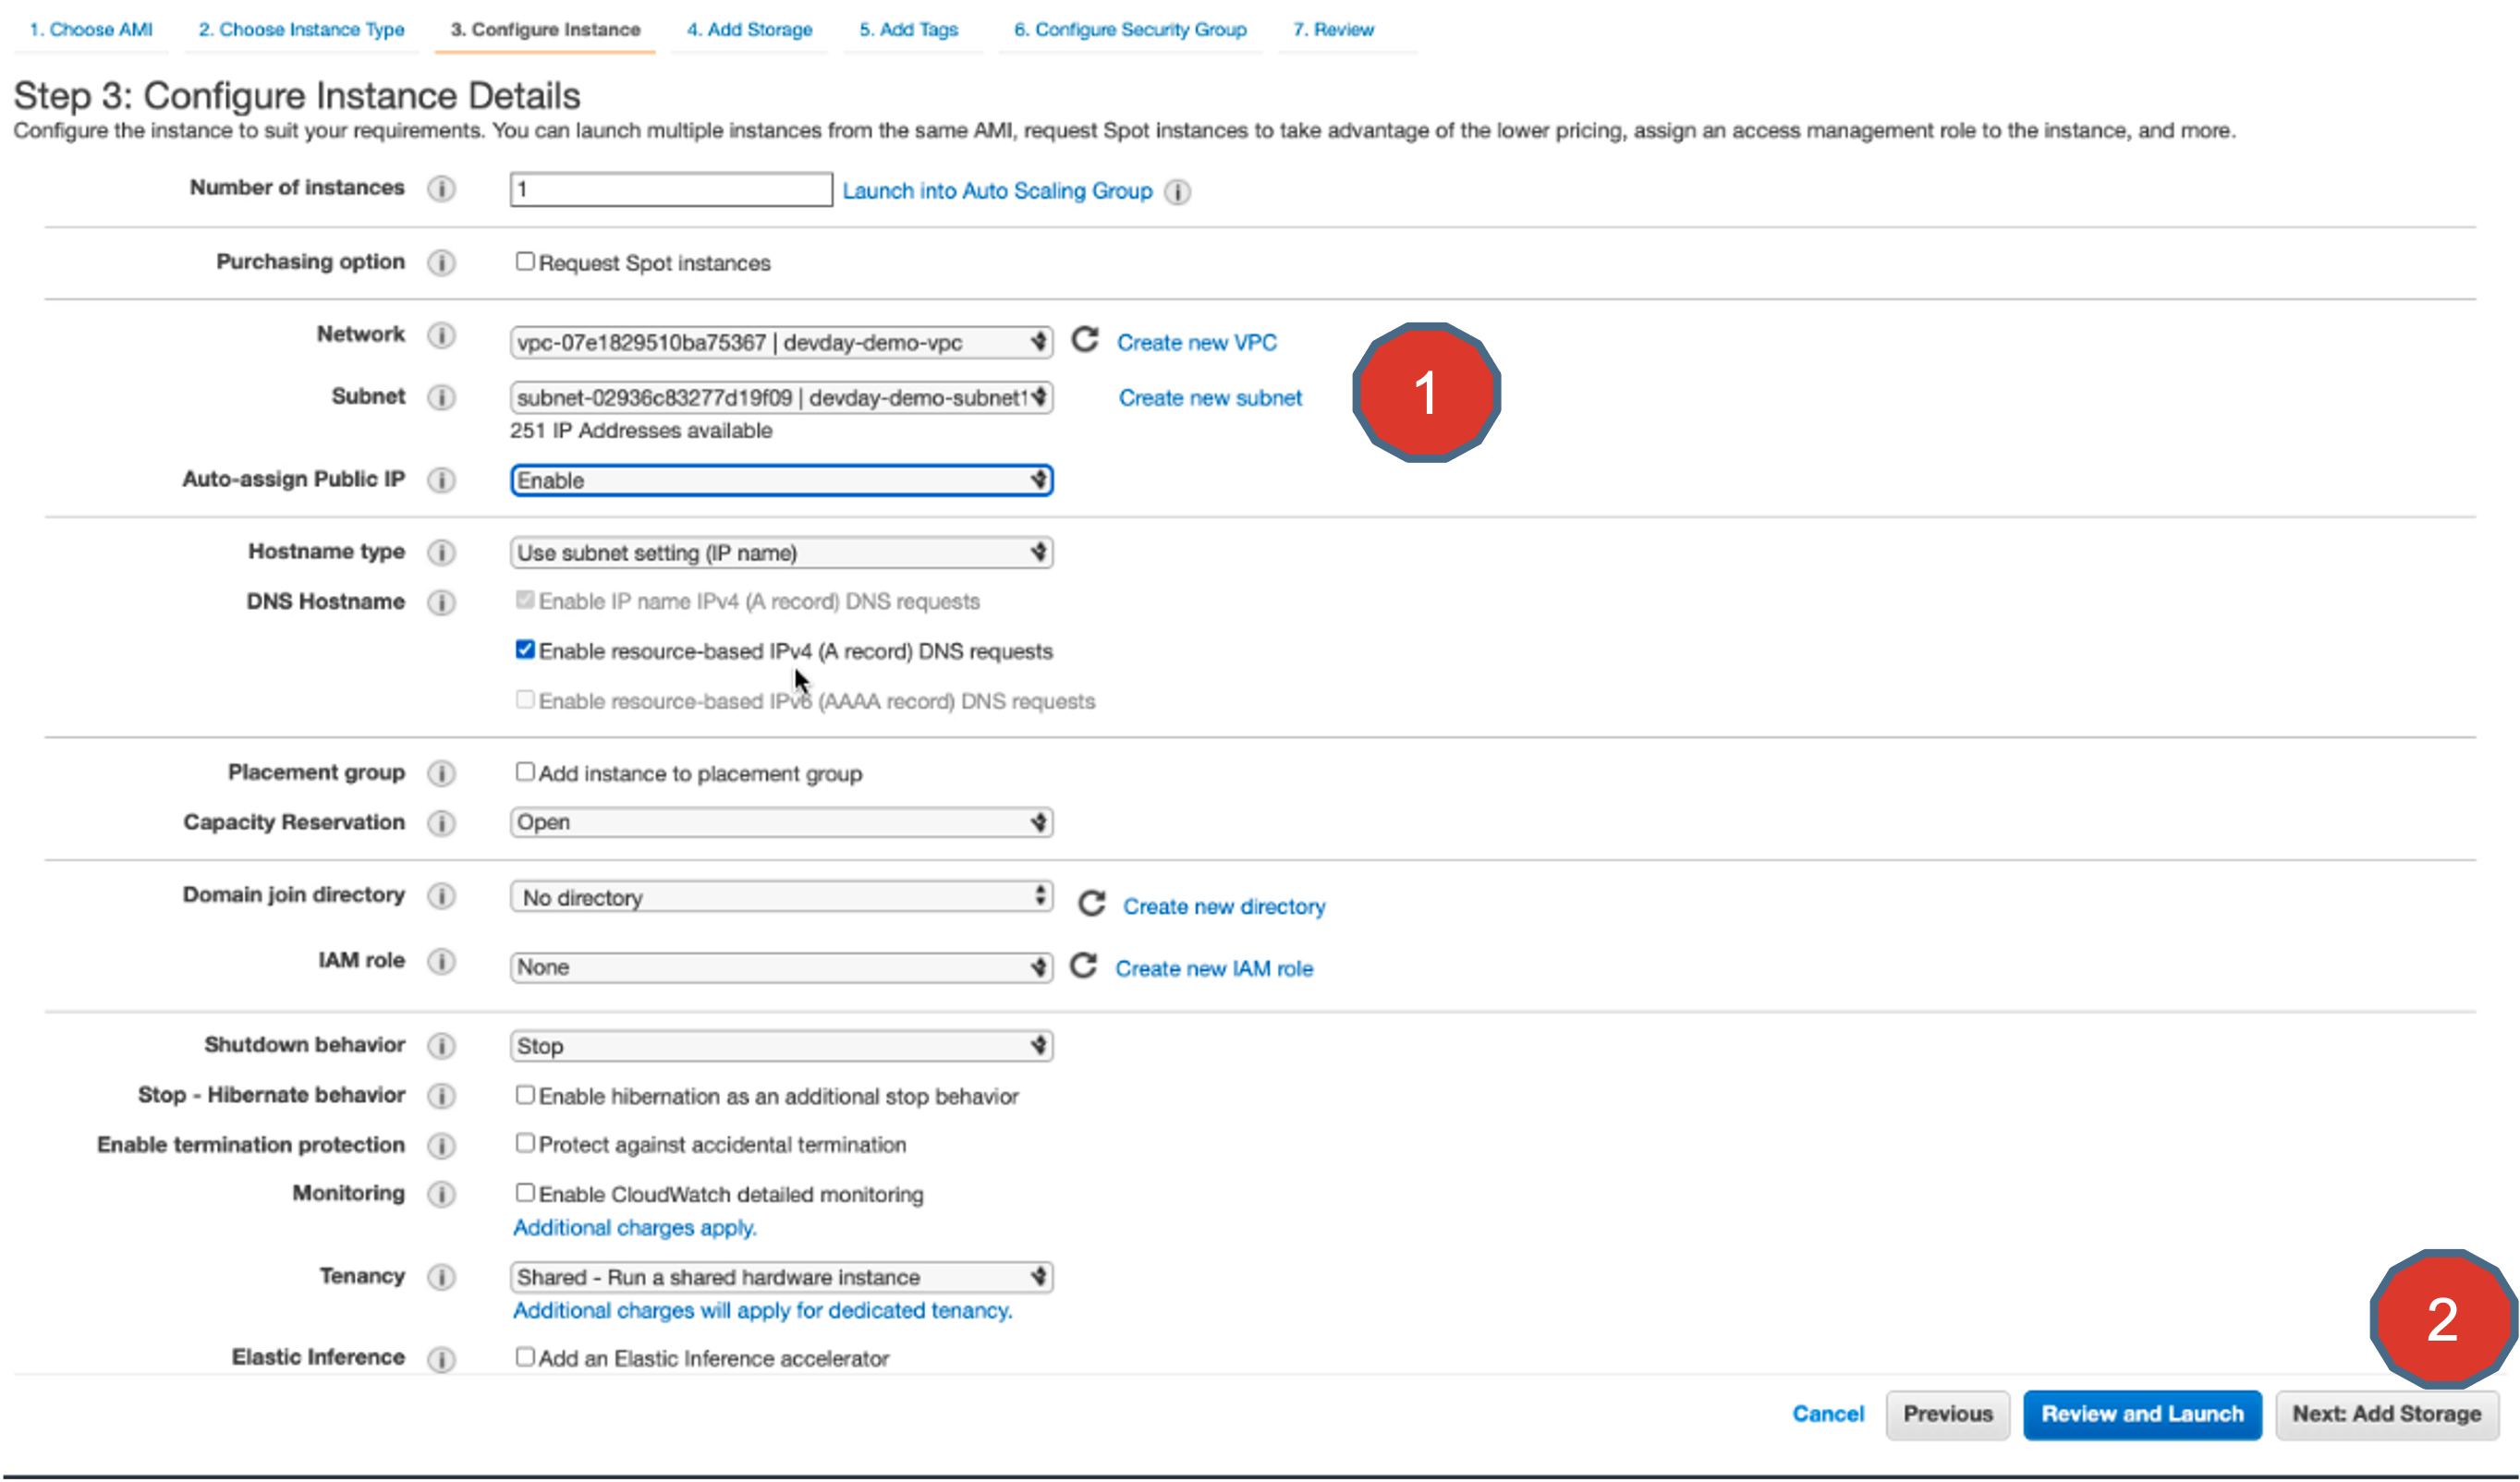 1. Choose AMI 2. Choose Instance Type 3. Configure Instance 4. Add Storage 5. Add Tags 6. Configure Security Group 7. Review
Step 3: Configure Instance Details
Configure the instance to suit your requirements. You can launch multiple instances from the same AMI, request Spot instances to take advantage of the lower pricing, assign an access management role to the instance, and more.
Number of instances 1 Launch into Auto Scaling Group
Purchasing option Request Spot instances
Network vpc-07e1829510ba75367 | devday-demo-vpc Create new VPC
1
Subnet subnet-02936c83277d19f09 | devday-demo-subnet1 Create new subnet
251 IP Addresses available
Auto-assign Public IP Enable
Hostname type Use subnet setting (IP name)
DNS Hostname Enable IP name IPv4 (A record) DNS requests
Enable resource-based IPv4 (A record) DNS requests
Enable resource-based IPv6 (AAAA record) DNS requests
Placement group Add instance to placement group
Capacity Reservation Open
Domain join directory No directory Create new directory
IAM role None Create new IAM role
Shutdown behavior Stop
Stop - Hibernate behavior Enable hibernation as an additional stop behavior
Enable termination protection Protect against accidental termination
Monitoring Enable CloudWatch detailed monitoring
Additional charges apply.
Tenancy Shared - Run a shared hardware instance
Additional charges will apply for dedicated tenancy.
2
Elastic Inference Add an Elastic Inference accelerator
Cancel Previous Review and Launch Next: Add Storage